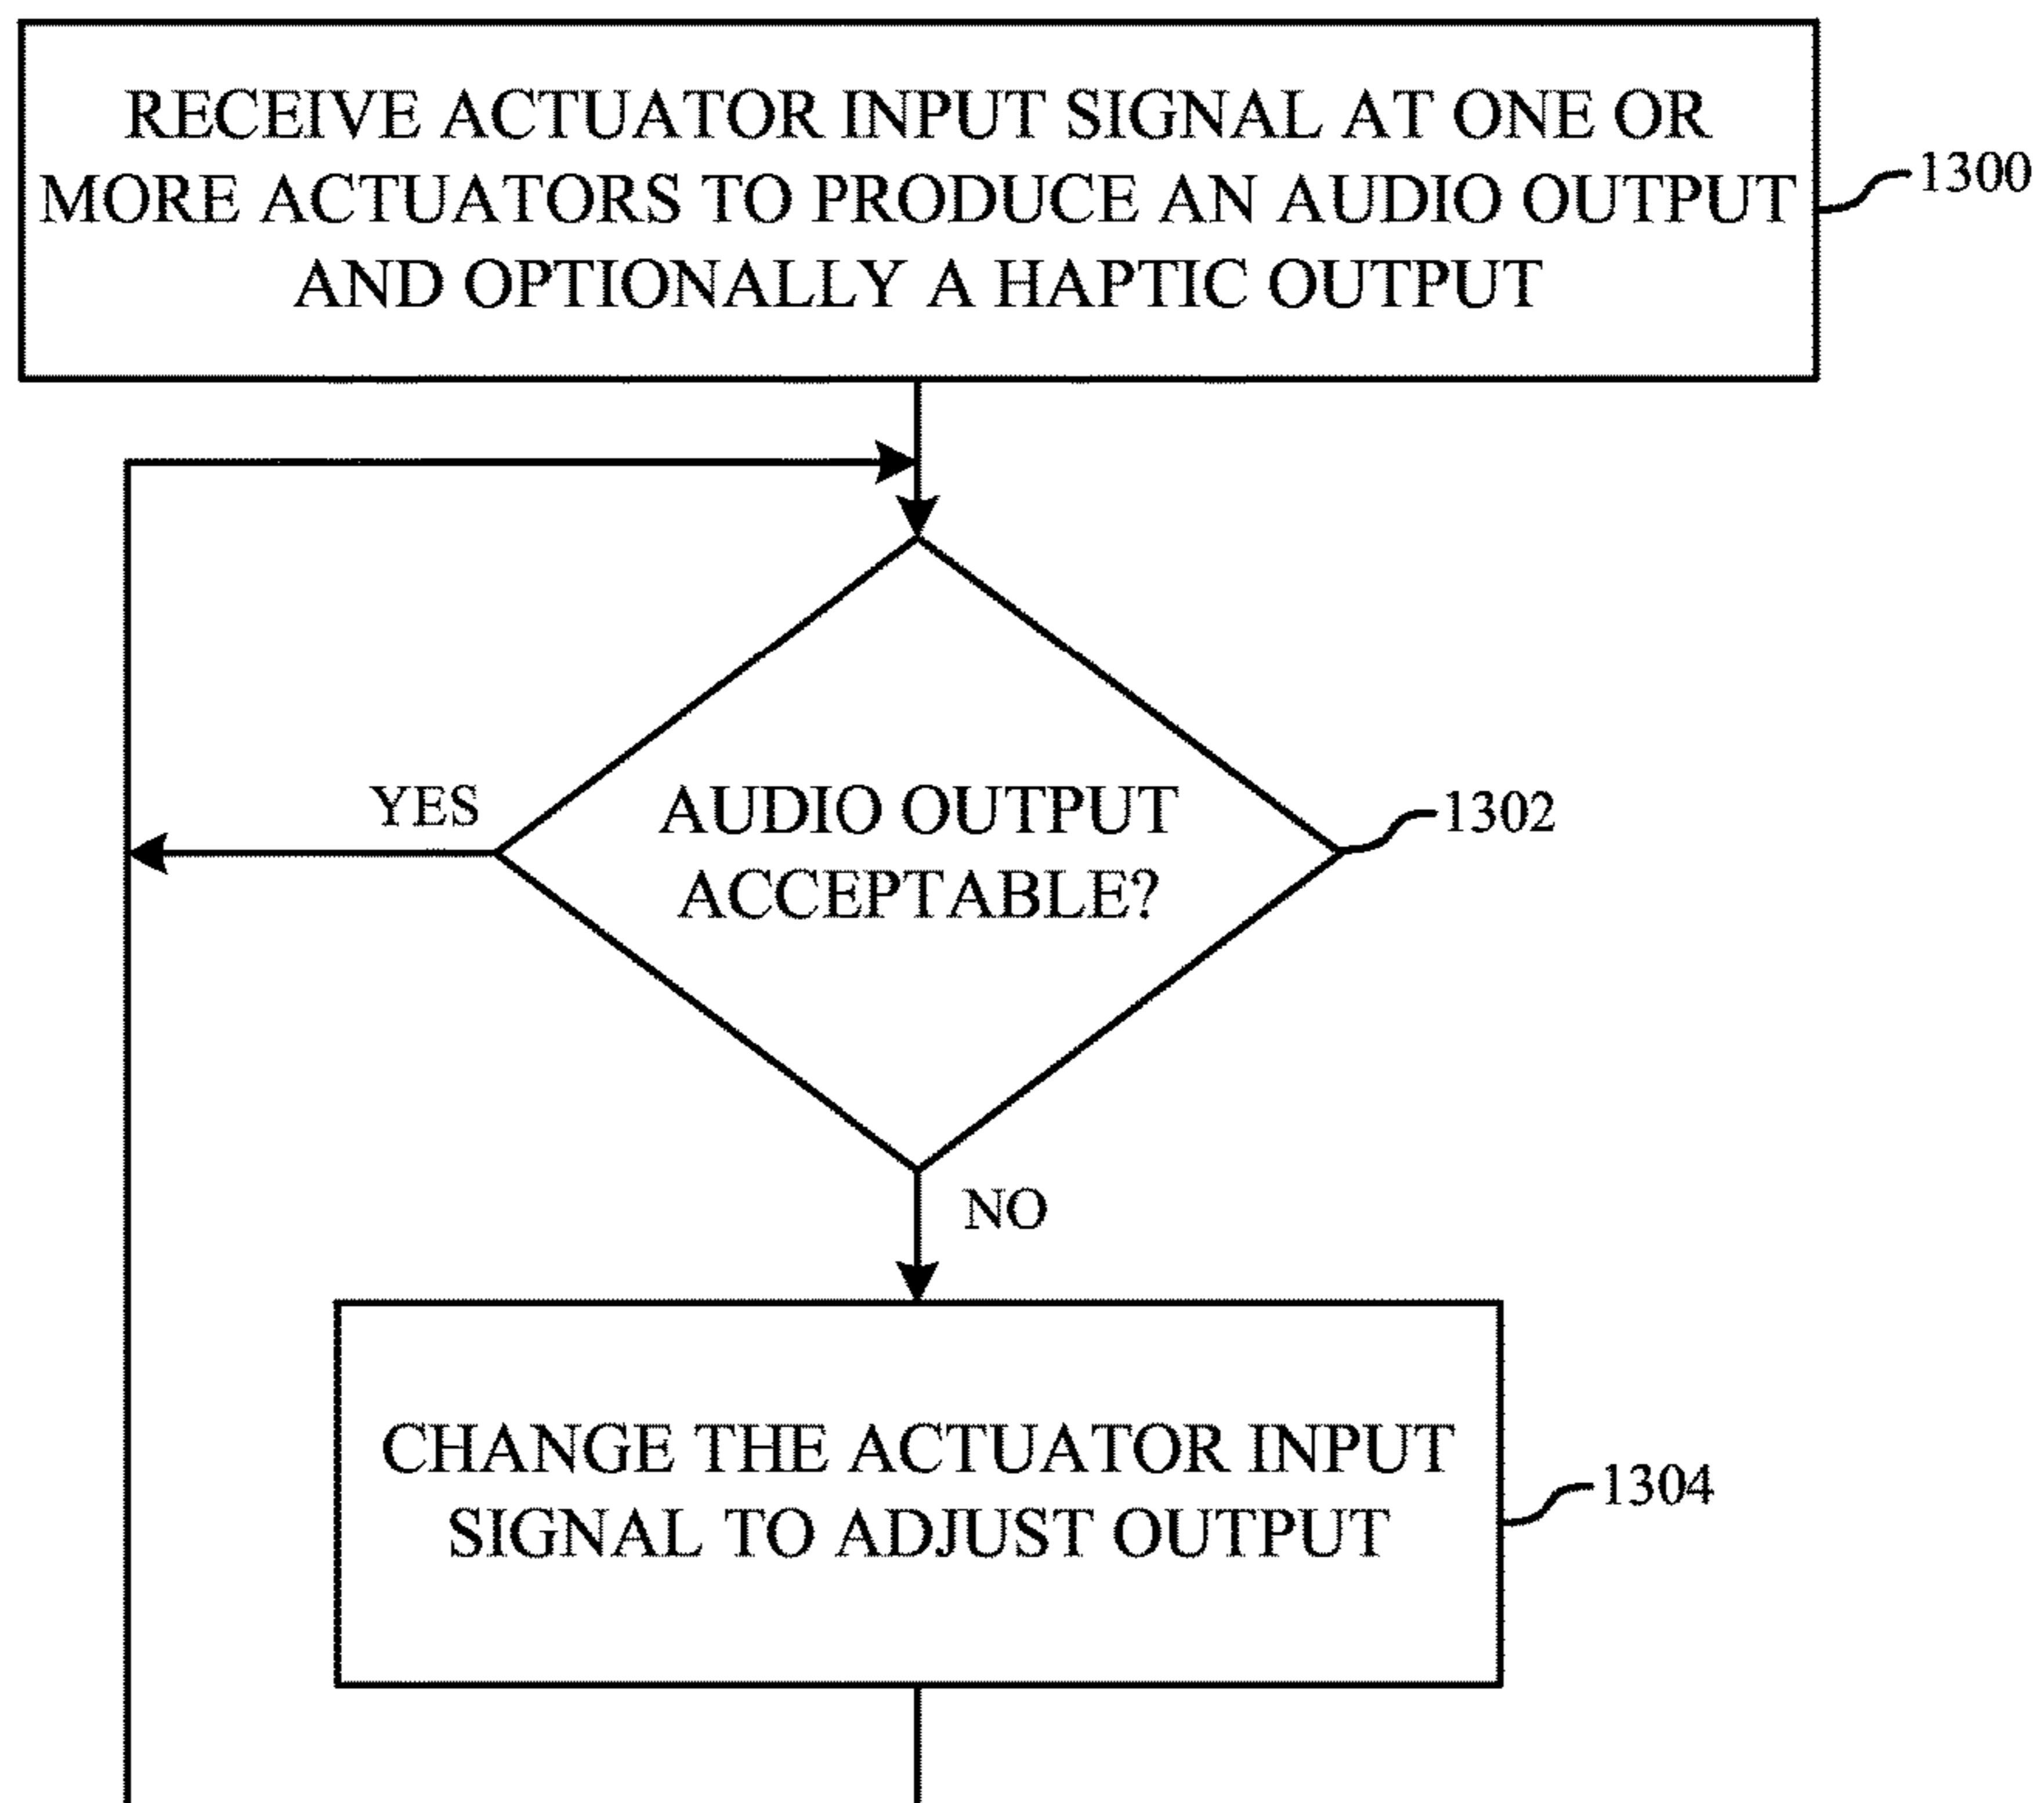 RECEIVE ACTUATOR INPUT SIGNAL AT ONE OR
MORE ACTUATORS TO PRODUCE AN AUDIO OUTPUT
AND OPTIONALLY A HAPTIC OUTPUT
1300
YES
AUDIO OUTPUT
ACCEPTABLE?
1302
NO
CHANGE THE ACTUATOR INPUT
SIGNAL TO ADJUST OUTPUT
1304